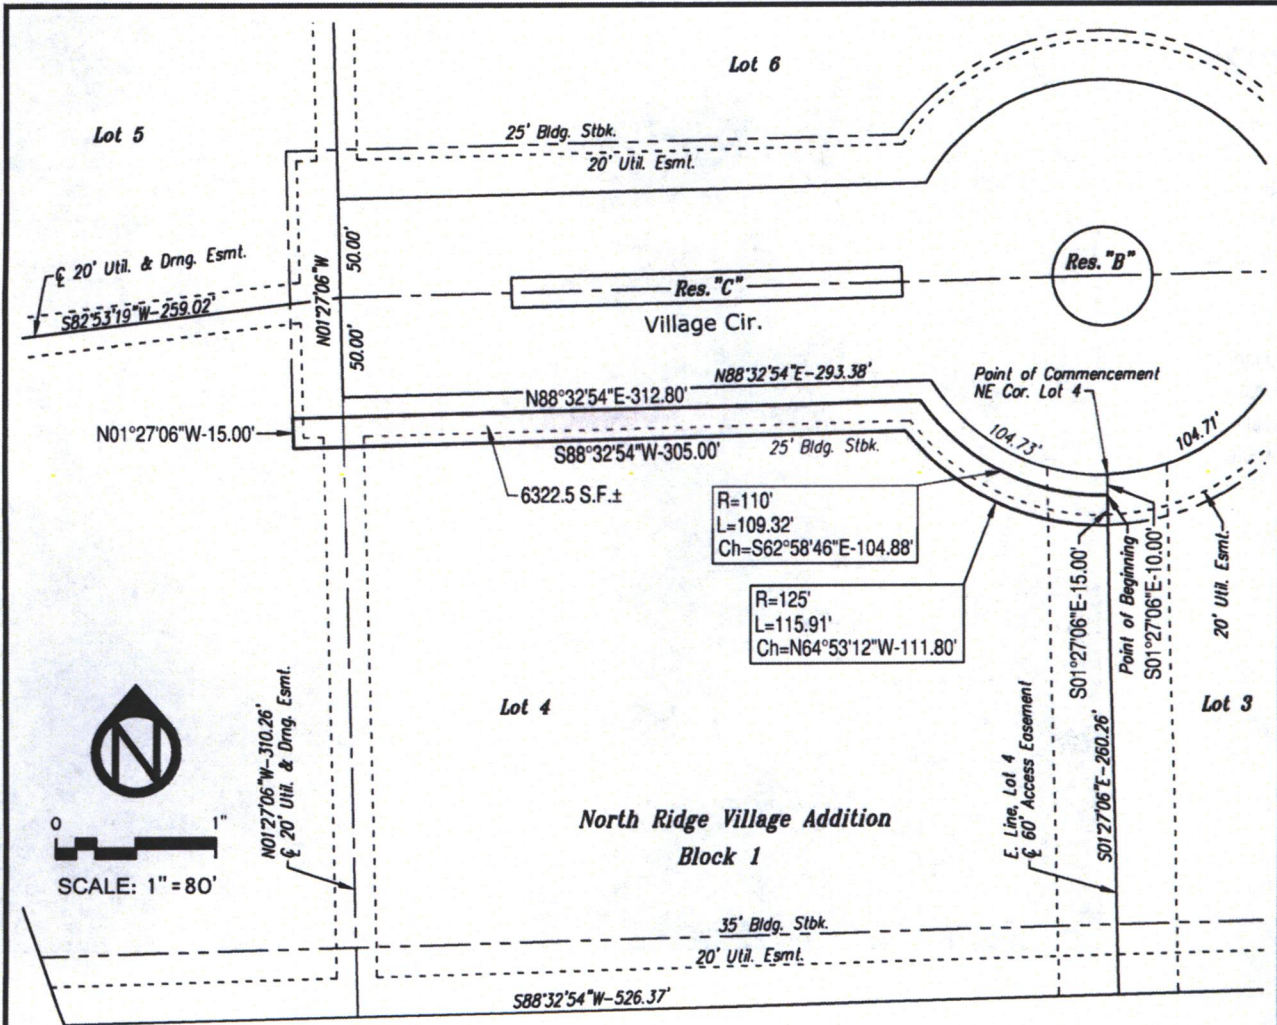 Lot 6
Lot 5
25' Bldg. Stbk.
20' Util. Esmt.
℄ 20' Util. & Drng. Esmt.
S82°53'19"W-259.02'
N01°27'06"W
50.00'
50.00'
Res. "C"
Res. "B"
Village Cir.
N88°32'54"E-293.38'
N88°32'54"E-312.80'
Point of Commencement
NE Cor. Lot 4
N01°27'06"W-15.00'
S88°32'54"W-305.00'
25' Bldg. Stbk.
104.73'
104.71'
6322.5 S.F.±
R=110'
L=109.32'
Ch=S62°58'46"E-104.88'
R=125'
L=115.91'
Ch=N64°53'12"W-111.80'
S01°27'06"E-15.00'
Point of Beginning
S01°27'06"E-10.00'
20' Util. Esmt.
Lot 4
Lot 3
N01°27'06"W-310.26'
℄ 20' Util. & Drng. Esmt.
E. Line, Lot 4
℄ 60' Access Easement
S01°27'06"E-260.26'
N
0 1"
SCALE: 1" = 80'
North Ridge Village Addition
Block 1
35' Bldg. Stbk.
20' Util. Esmt.
S88°32'54"W-526.37'